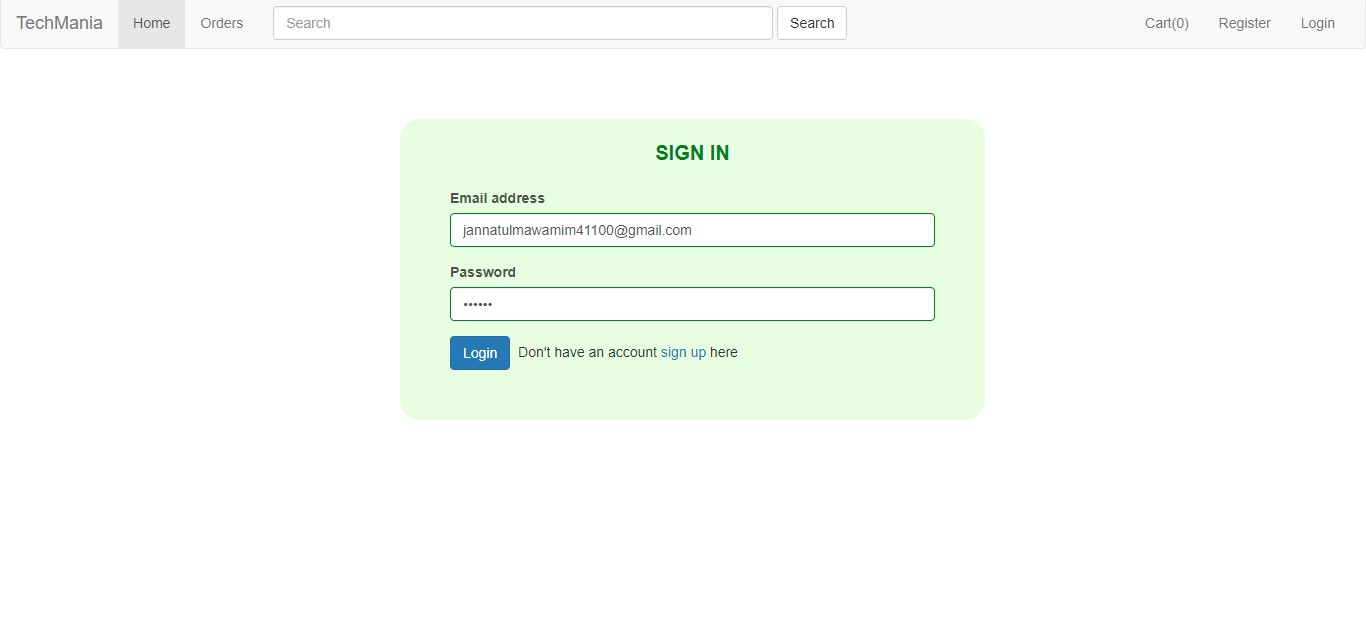 TechMania Home Orders Search Search Cart(0) Register Login
SIGN IN
Email address
jannatulmawamim41100@gmail.com
Password
••••••
Login Don't have an account sign up here